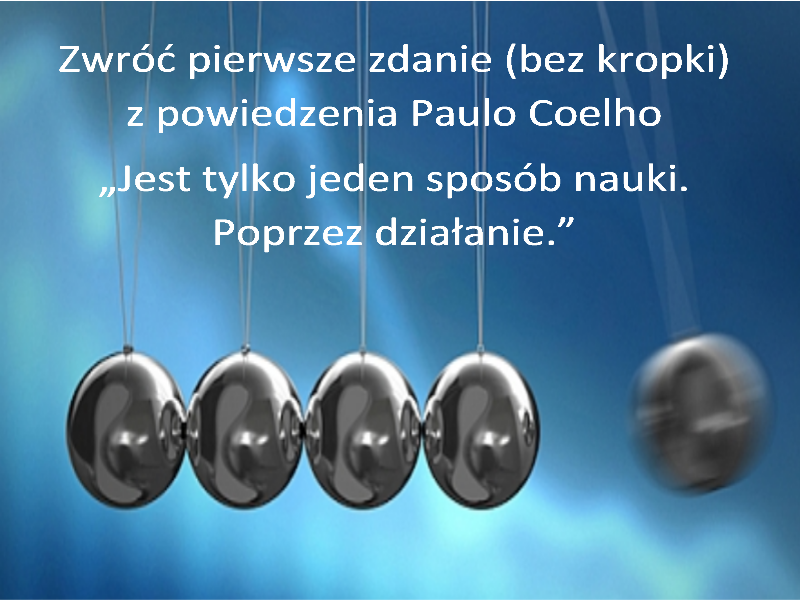 Zwróć pierwsze zdanie (bez kropki)
z powiedzenia Paulo Coelho
„Jest tylko jeden sposób nauki.
Poprzez działanie.”